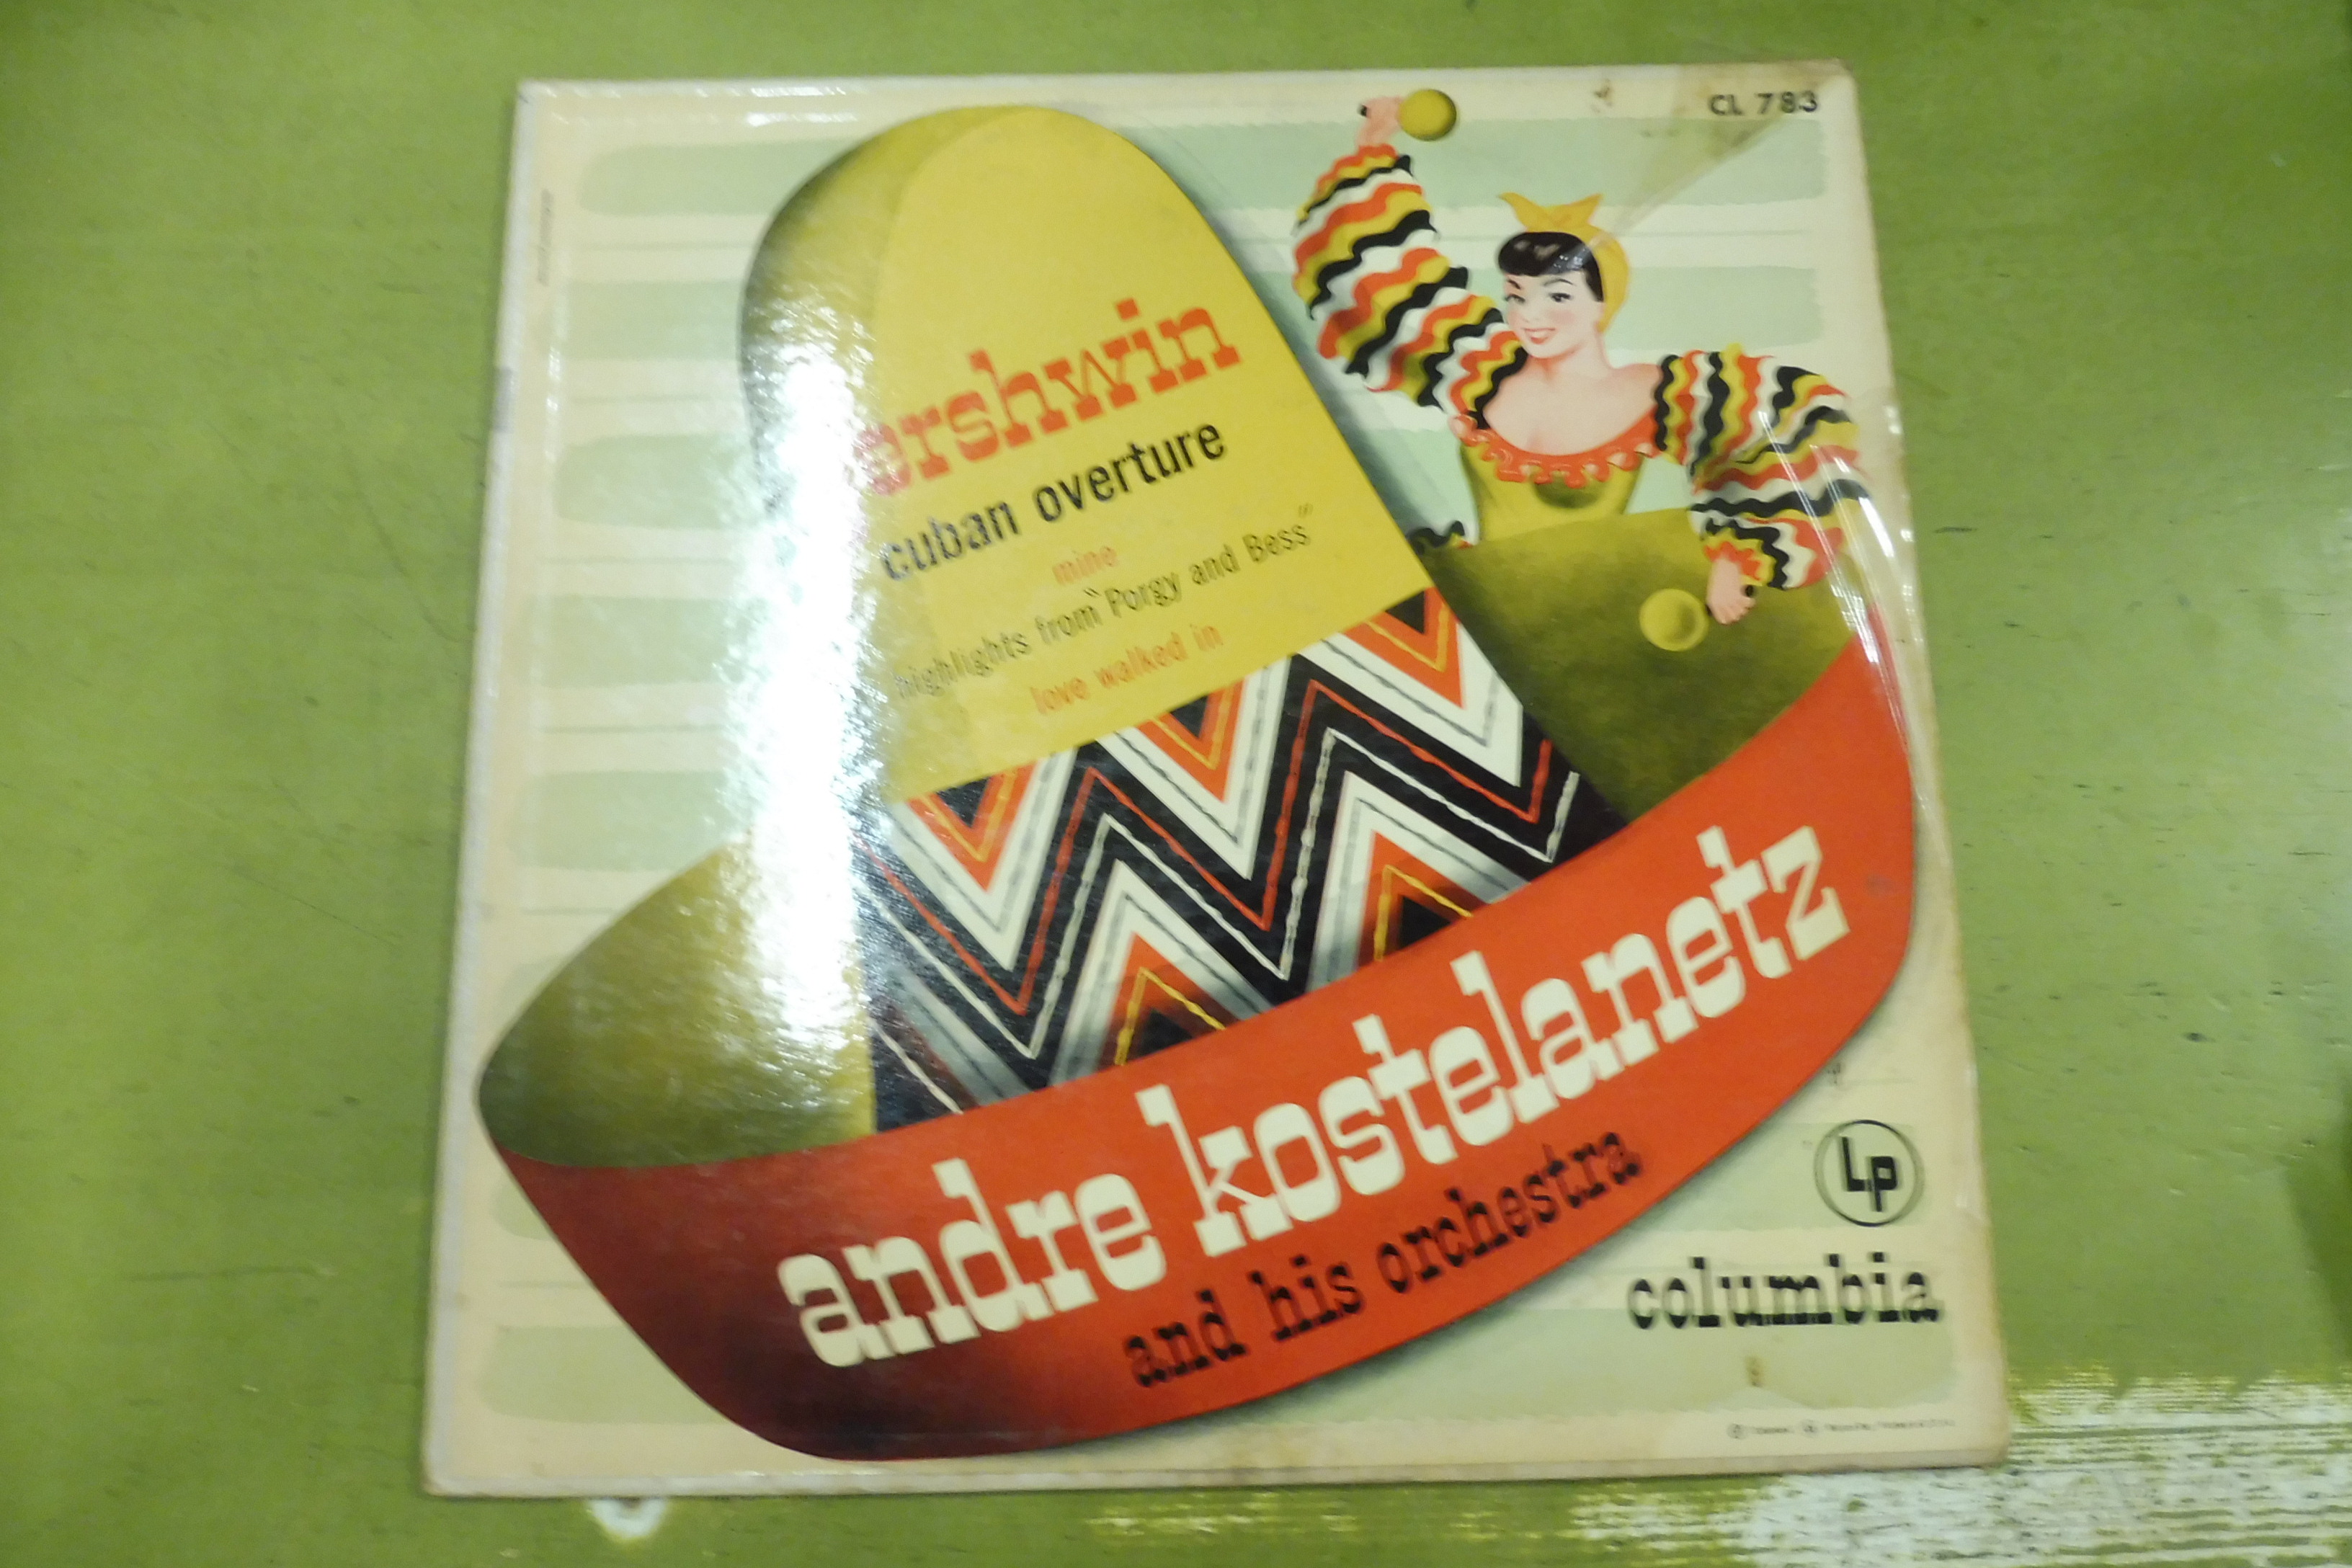 CL 783
ershwin
cuban overture
mine
highlights from "Porgy and Bess"
love walked in
andre kostelanetz
and his orchestra
Lp
columbia